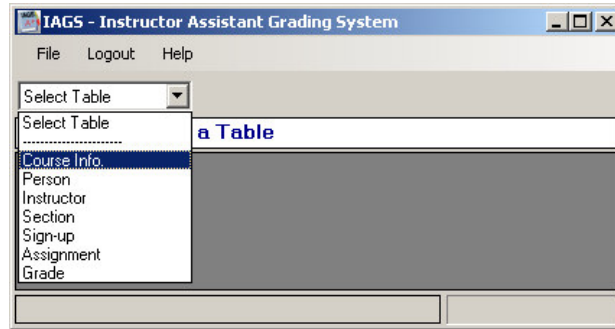 IAGS - Instructor Assistant Grading System
File Logout Help
Select Table
Select Table
----------------------
a Table
Course Info.
Person
Instructor
Section
Sign-up
Assignment
Grade